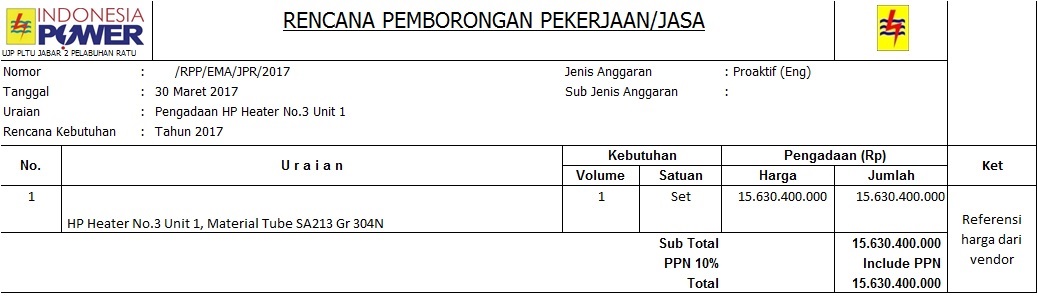 INDONESIA
POWER
UJP PLTU JABAR 2 PELABUHAN RATU
RENCANA PEMBORONGAN PEKERJAAN/JASA
Nomor : /RPP/EMA/JPR/2017 Jenis Anggaran : Proaktif (Eng)
Tanggal : 30 Maret 2017 Sub Jenis Anggaran :
Uraian : Pengadaan HP Heater No.3 Unit 1
Rencana Kebutuhan : Tahun 2017
No. U r a i a n Kebutuhan Pengadaan (Rp) Ket
Volume Satuan Harga Jumlah
1 1 Set 15.630.400.000 15.630.400.000
HP Heater No.3 Unit 1, Material Tube SA213 Gr 304N
Referensi
harga dari
vendor
Sub Total 15.630.400.000
PPN 10% Include PPN
Total 15.630.400.000